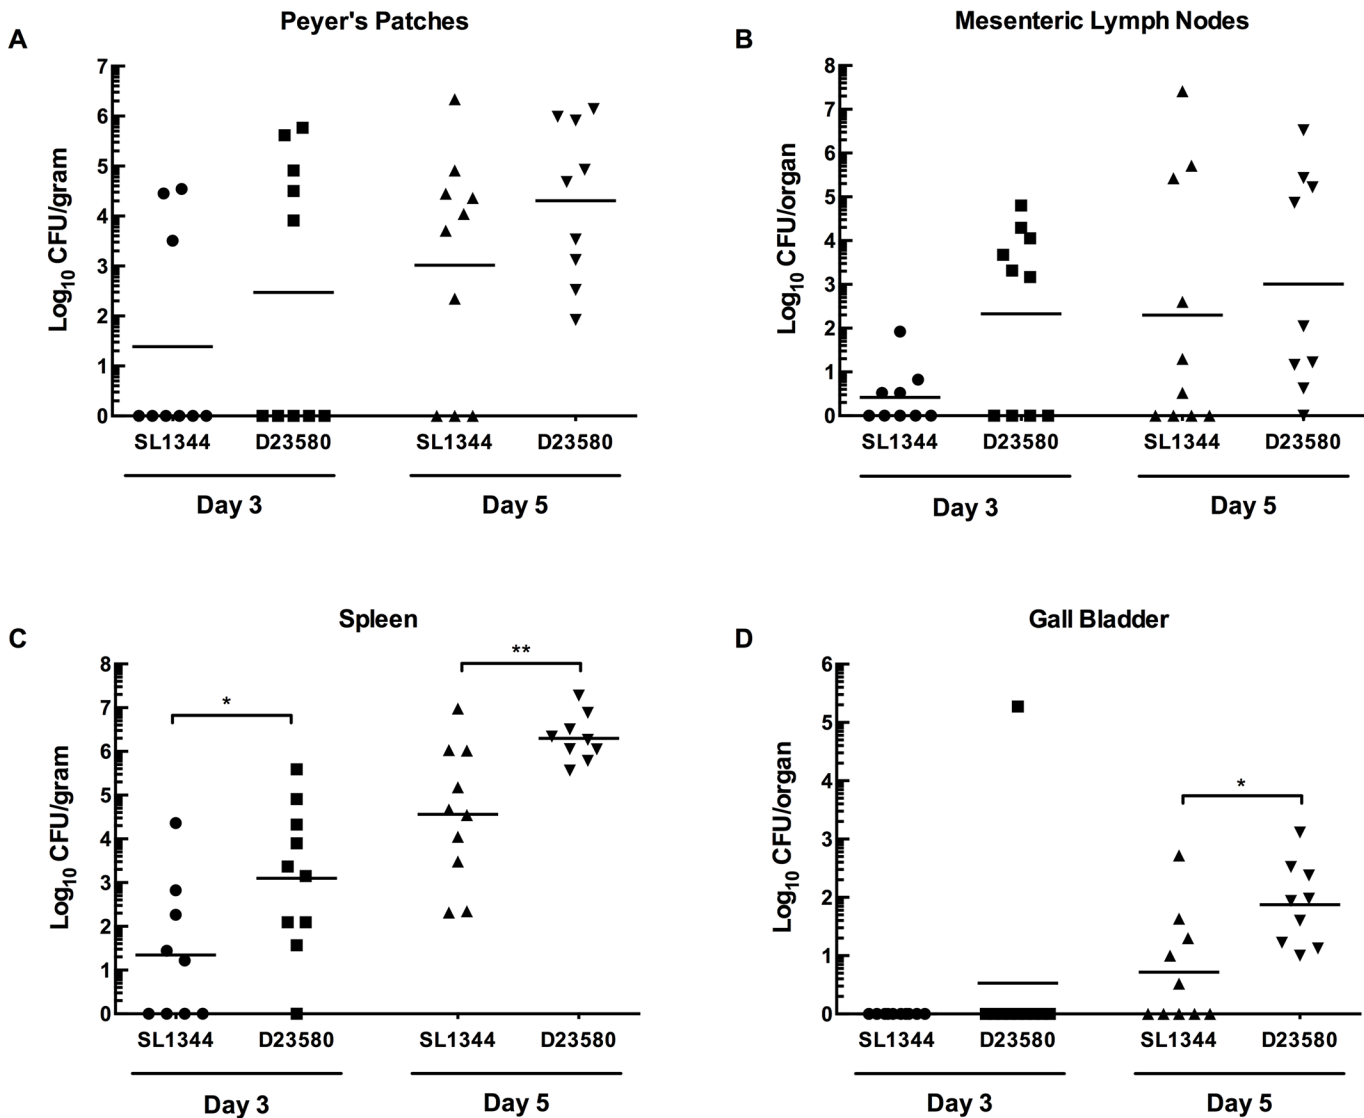 A
Peyer's Patches
Log10 CFU/gram
7
6
5
4
3
2
1
0
SL1344
D23580
SL1344
D23580
Day 3
Day 5
B
Mesenteric Lymph Nodes
Log10 CFU/organ
8
7
6
5
4
3
2
1
0
SL1344
D23580
SL1344
D23580
Day 3
Day 5
C
Spleen
Log10 CFU/gram
8
7
6
5
4
3
2
1
0
*
**
SL1344
D23580
SL1344
D23580
Day 3
Day 5
D
Gall Bladder
Log10 CFU/organ
6
5
4
3
2
1
0
*
SL1344
D23580
SL1344
D23580
Day 3
Day 5